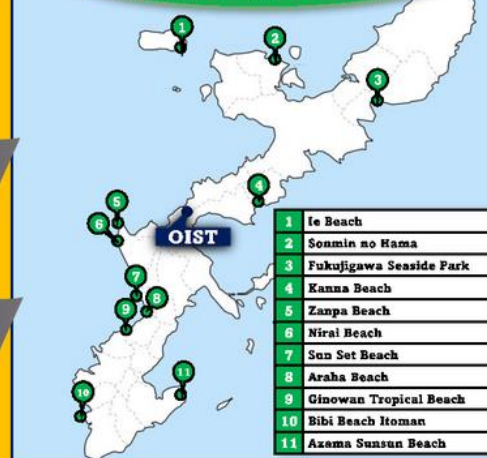 1
2
3
4
5
6
OIST
7
8
9
10
11
1 Ie Beach
2 Sonmin no Hama
3 Fukujigawa Seaside Park
4 Kanna Beach
5 Zanpa Beach
6 Nirai Beach
7 Sun Set Beach
8 Araha Beach
9 Ginowan Tropical Beach
10 Bibi Beach Itoman
11 Azama Sunsun Beach